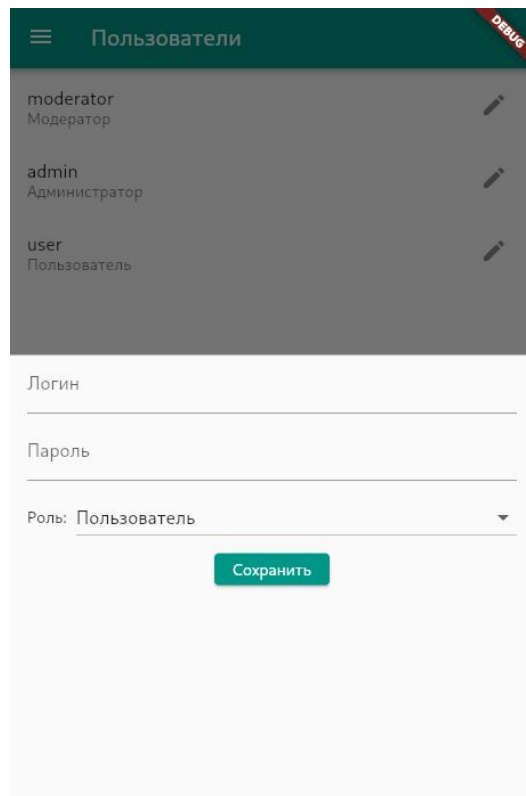 Пользователи
DEBUG
moderator
Модератор
admin
Администратор
user
Пользователь
Логин
Пароль
Роль: Пользователь
Сохранить